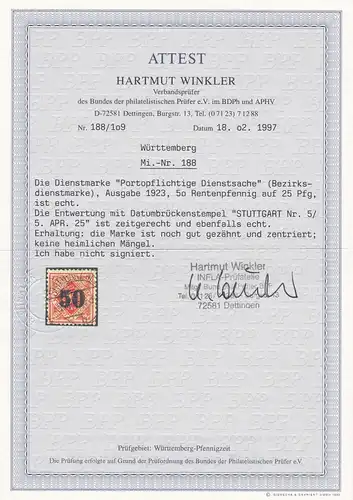 ATTEST
HARTMUT WINKLER
Verbandsprüfer
des Bundes der philatelistischen Prüfer e.V. im BDPh und APHV
D-72581 Dettingen, Burgstr. 13, Tel. (0 71 23) 7 12 88
Nr. 188/1o9 Datum 18. o2. 1997
Württemberg
Mi.-Nr. 188
Die Dienstmarke "Portopflichtige Dienstsache" (Bezirks-
dienstmarke), Ausgabe 1923, 5o Rentenpfennig auf 25 Pfg,
ist echt.
Die Entwertung mit Datumbrückenstempel "STUTTGART Nr. 5/
5. APR. 25" ist zeitgerecht und ebenfalls echt.
Erhaltung: die Marke ist noch gut gezähnt und zentriert;
keine heimlichen Mängel.
Ich habe nicht signiert.
Hartmut Winkler
INFLA-Prüfstelle
72581 Dettingen
50
Prüfgebiet: Württemberg-Pfennigzeit
Die Prüfung erfolgte auf Grund der Prüfordnung des Bundes der Philatelistischen Prüfer e.V.